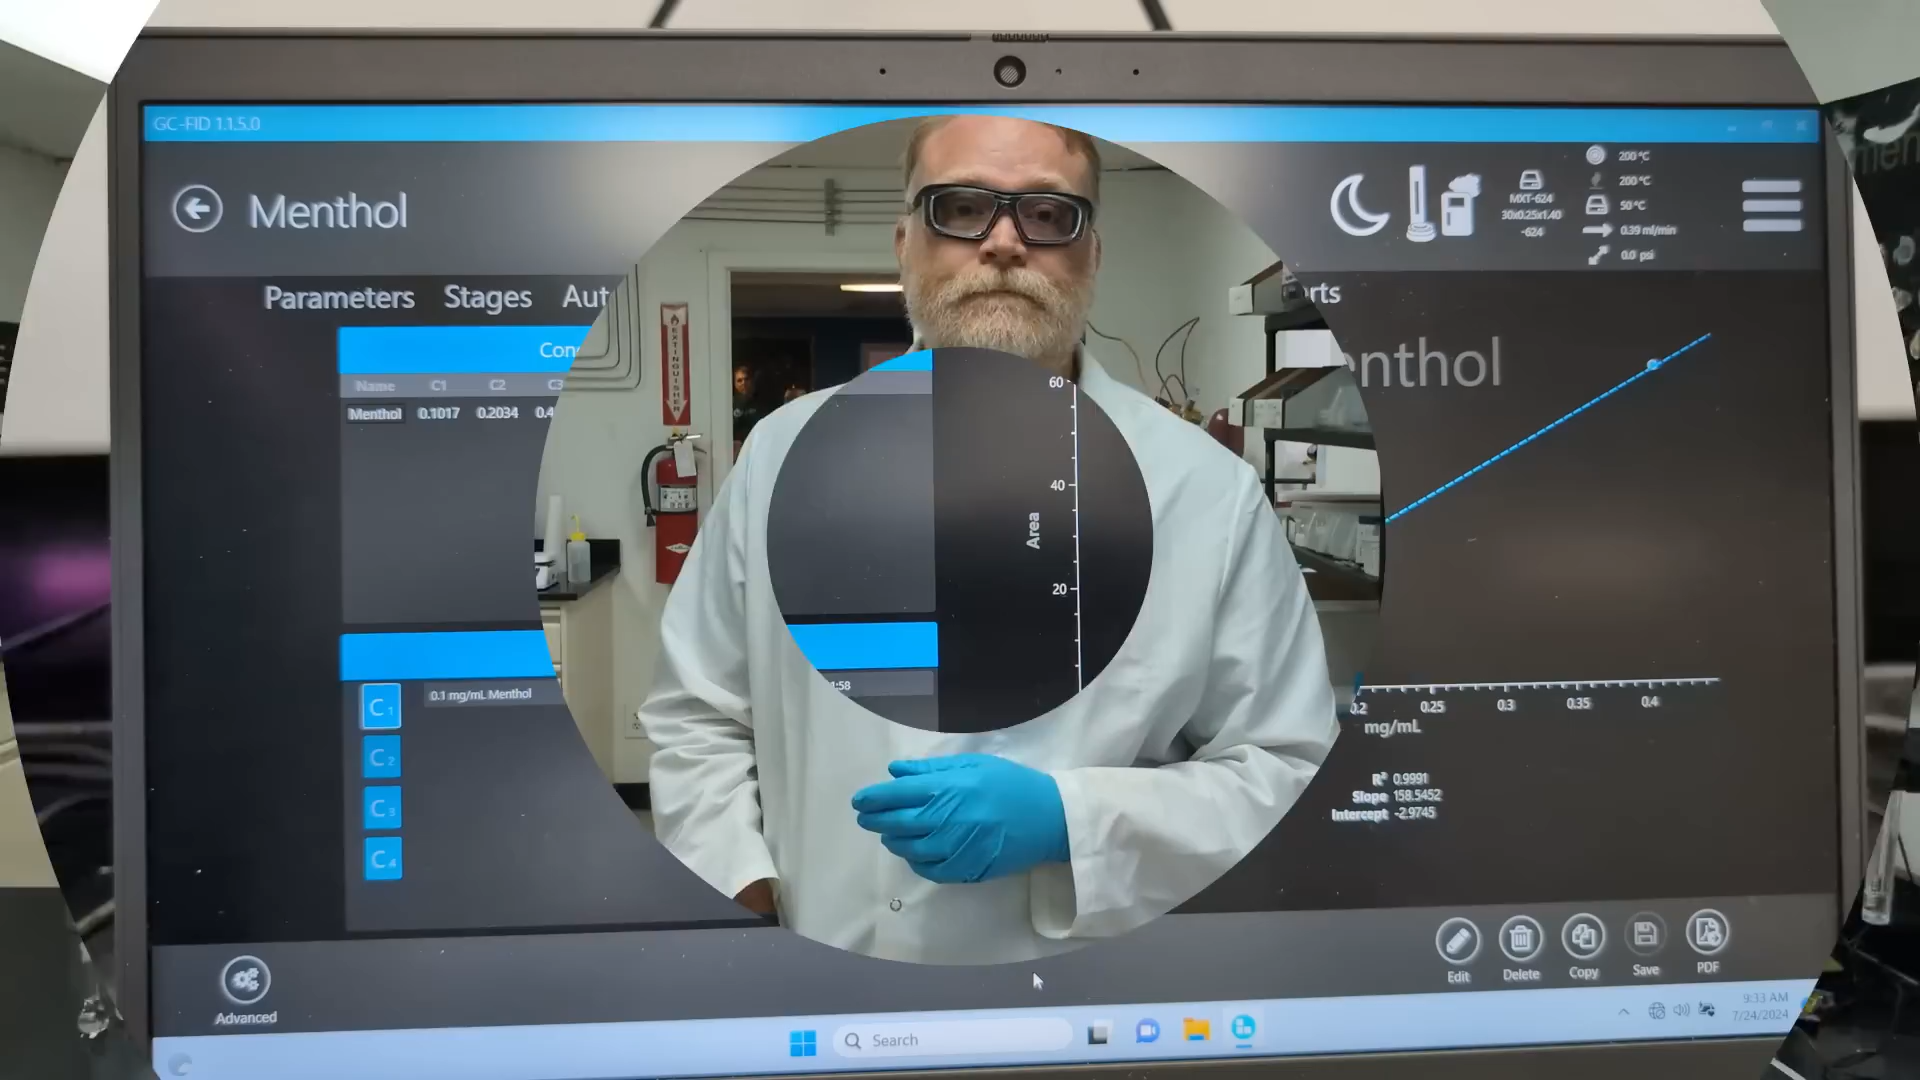 GC-FID 1.1.5.0
Menthol
200 °C
200 °C
50 °C
0.39 ml/min
0.0 psi
MXT-624
30x0.25x1.40
-624
Parameters Stages Aut
rts
Con
Name C1 C2 C3
Menthol 0.1017 0.2034 0.4
enthol
EXTINGUISHER
60
40
20
Area
1:58
C1
0.1 mg/mL Menthol
C2
C3
C4
0.2 0.25 0.3 0.35 0.4
mg/mL
R² 0.9991
Slope 158.5452
Intercept -2.9745
Edit Delete Copy Save PDF
Advanced
Search
9:33 AM
7/24/2024